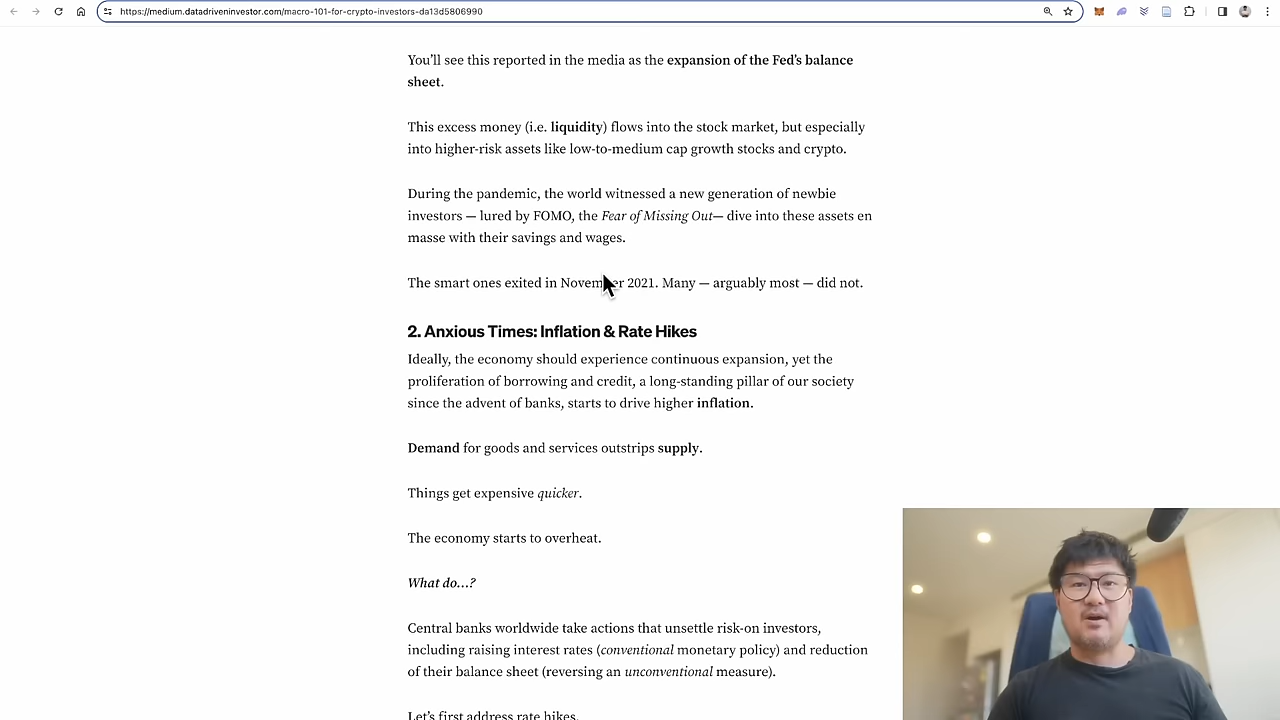 https://medium.datadriveninvestor.com/macro-101-for-crypto-investors-da13d5806990
You’ll see this reported in the media as the expansion of the Fed’s balance
sheet.
This excess money (i.e. liquidity) flows into the stock market, but especially
into higher-risk assets like low-to-medium cap growth stocks and crypto.
During the pandemic, the world witnessed a new generation of newbie
investors — lured by FOMO, the Fear of Missing Out— dive into these assets en
masse with their savings and wages.
The smart ones exited in November 2021. Many — arguably most — did not.
2. Anxious Times: Inflation & Rate Hikes
Ideally, the economy should experience continuous expansion, yet the
proliferation of borrowing and credit, a long-standing pillar of our society
since the advent of banks, starts to drive higher inflation.
Demand for goods and services outstrips supply.
Things get expensive quicker.
The economy starts to overheat.
What do…?
Central banks worldwide take actions that unsettle risk-on investors,
including raising interest rates (conventional monetary policy) and reduction
of their balance sheet (reversing an unconventional measure).
Let’s first address rate hikes.